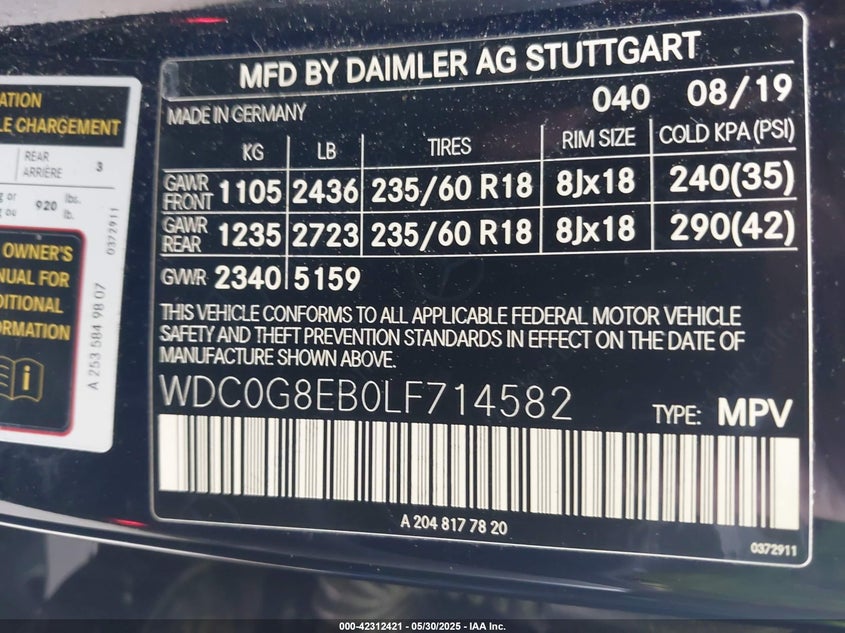 ATION
LE CHARGEMENT
REAR
ARRIÈRE
3
g or
g ou
920
lbs.
lb.
OWNER'S
NUAL FOR
DITIONAL
ORMATION
i
0372911
A 253 584 98 07
MFD BY DAIMLER AG STUTTGART
MADE IN GERMANY 040 08/19
KG LB TIRES RIM SIZE COLD KPA (PSI)
GAWR FRONT 1105 2436 235/60 R18 8Jx18 240(35)
GAWR REAR 1235 2723 235/60 R18 8Jx18 290(42)
GVWR 2340 5159
THIS VEHICLE CONFORMS TO ALL APPLICABLE FEDERAL MOTOR VEHICLE
SAFETY AND THEFT PREVENTION STANDARDS IN EFFECT ON THE DATE OF
MANUFACTURE SHOWN ABOVE.
WDC0G8EB0LF714582 TYPE: MPV
A 204 817 78 20
0372911
000-42312421 - 05/30/2025 - IAA Inc.